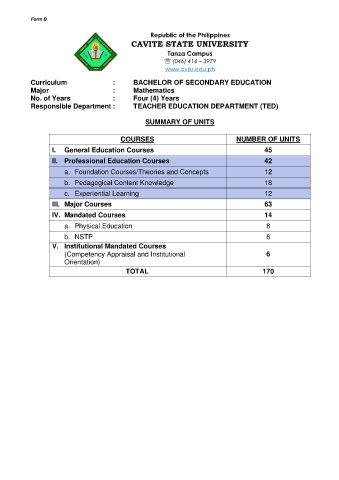 Form B
Republic of the Philippines
CAVITE STATE UNIVERSITY
Tanza Campus
☏ (046) 414 – 3979
www.cvsu.edu.ph
Curriculum : BACHELOR OF SECONDARY EDUCATION
Major : Mathematics
No. of Years : Four (4) Years
Responsible Department : TEACHER EDUCATION DEPARTMENT (TED)
SUMMARY OF UNITS
COURSES NUMBER OF UNITS
I. General Education Courses 45
II. Professional Education Courses 42
a. Foundation Courses/Theories and Concepts 12
b. Pedagogical Content Knowledge 18
c. Experiential Learning 12
III. Major Courses 63
IV. Mandated Courses 14
a. Physical Education 8
b. NSTP 6
V. Institutional Mandated Courses
(Competency Appraisal and Institutional 6
Orientation)
TOTAL 170